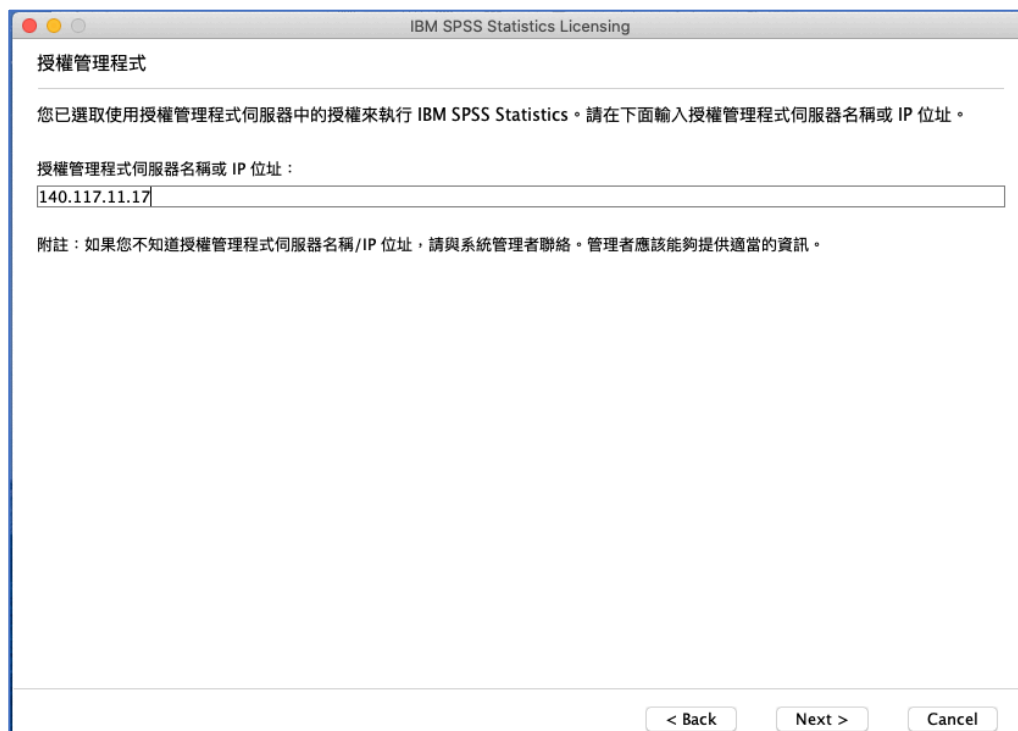 IBM SPSS Statistics Licensing
授權管理程式
您已選取使用授權管理程式伺服器中的授權來執行 IBM SPSS Statistics。請在下面輸入授權管理程式伺服器名稱或 IP 位址。
授權管理程式伺服器名稱或 IP 位址：
140.117.11.17
附註：如果您不知道授權管理程式伺服器名稱/IP 位址，請與系統管理者聯絡。管理者應該能夠提供適當的資訊。
< Back Next > Cancel